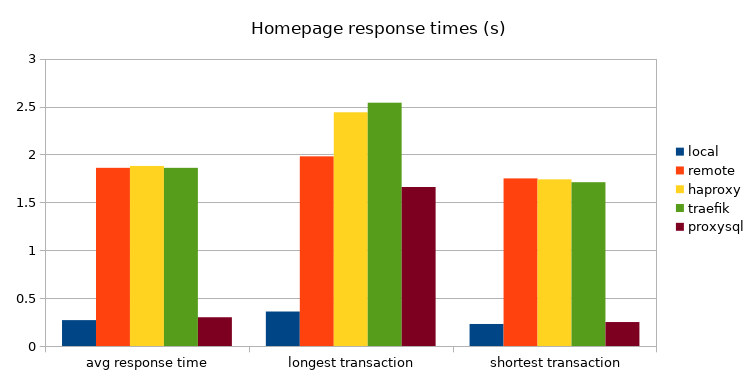 Homepage response times (s)
3
2.5
2
1.5
1
0.5
0
avg response time
longest transaction
shortest transaction
local
remote
haproxy
traefik
proxysql